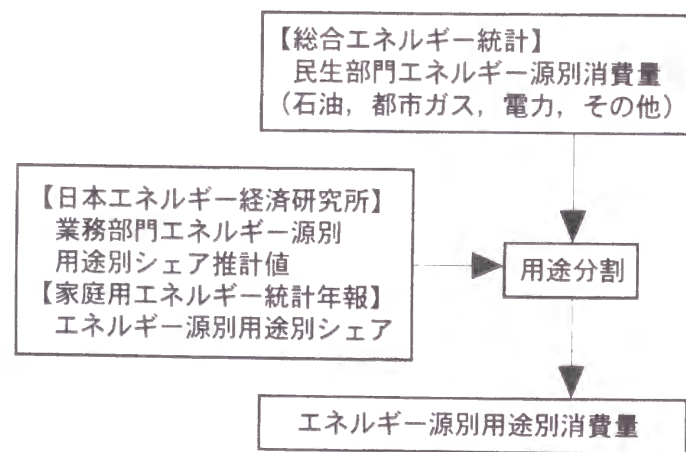 【総合エネルギー統計】
民生部門エネルギー源別消費量
(石油，都市ガス，電力，その他)
【日本エネルギー経済研究所】
業務部門エネルギー源別
用途別シェア推計値
【家庭用エネルギー統計年報】
エネルギー源別用途別シェア
用途分割
エネルギー源別用途別消費量